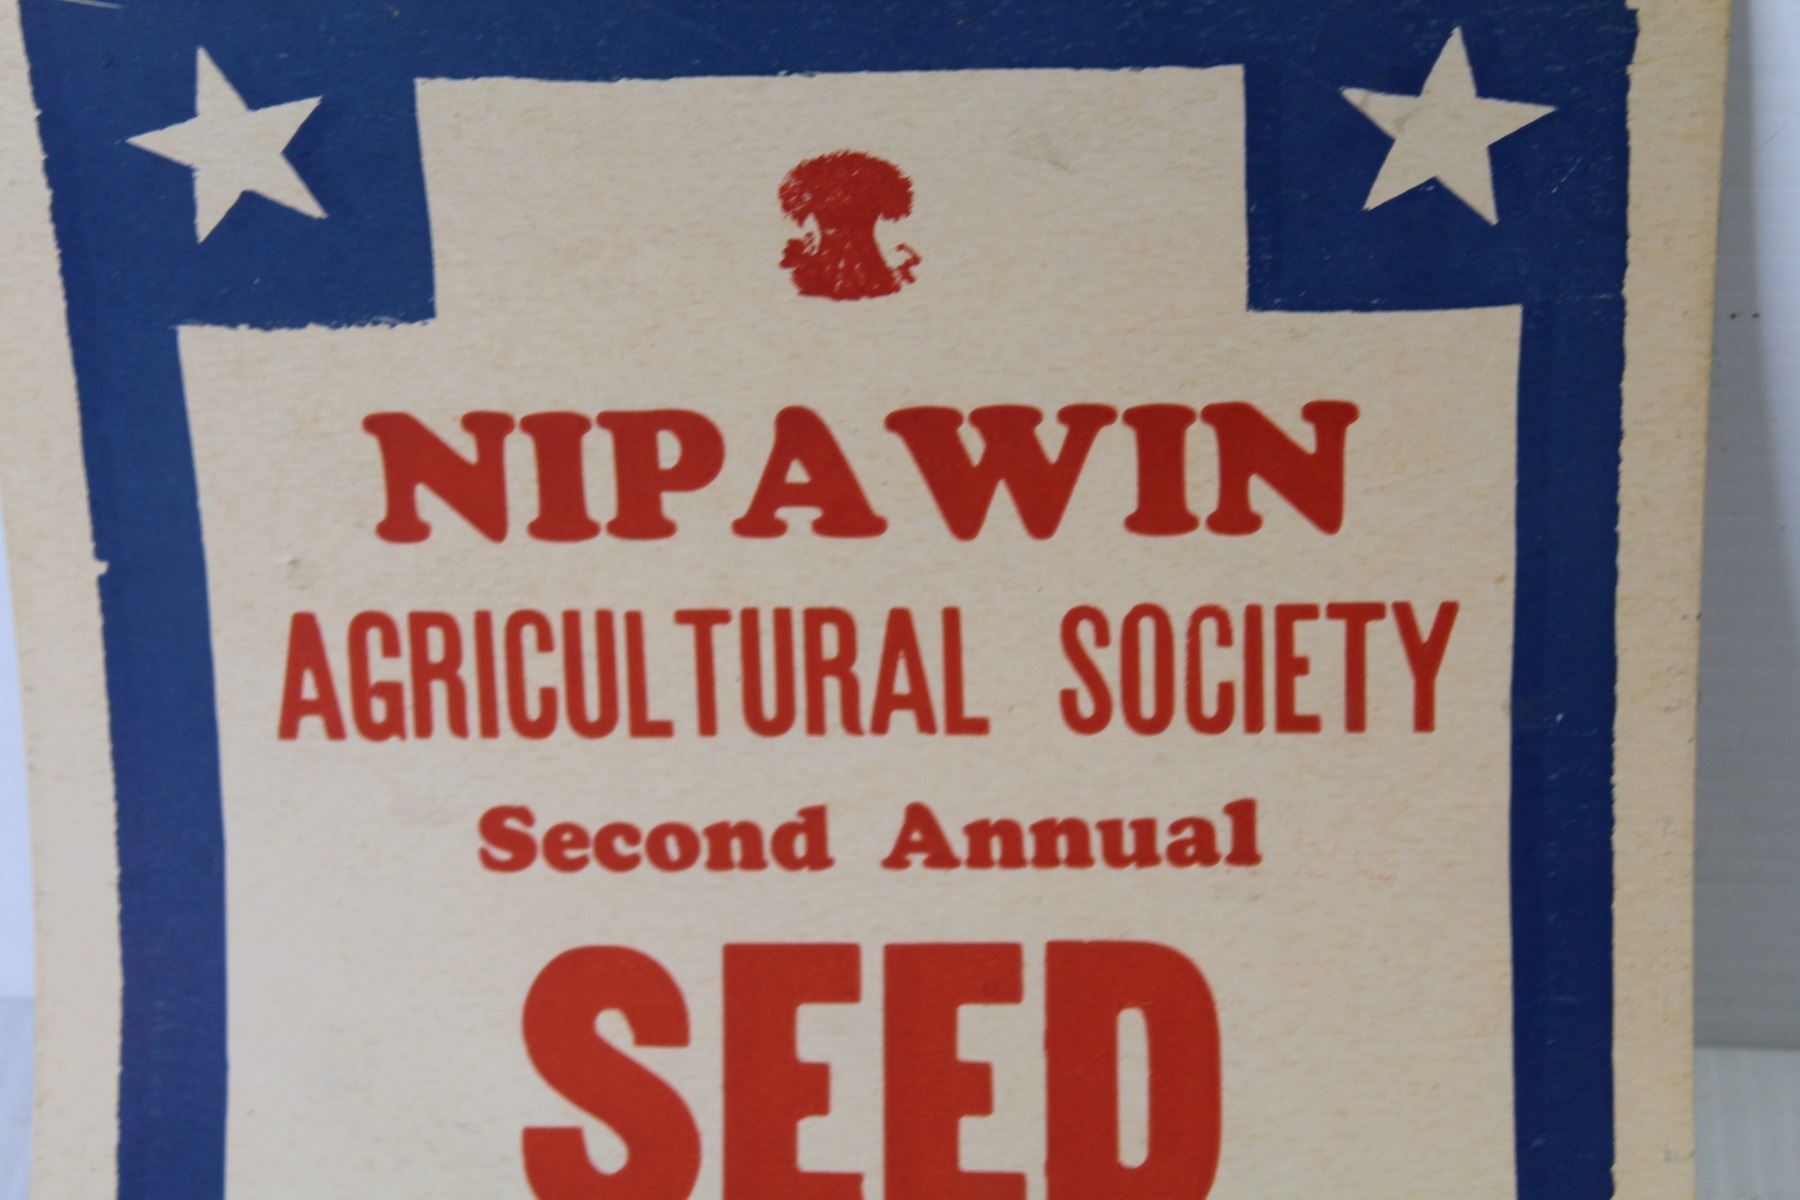 NIPAWIN
AGRICULTURAL SOCIETY
Second Annual
SEED